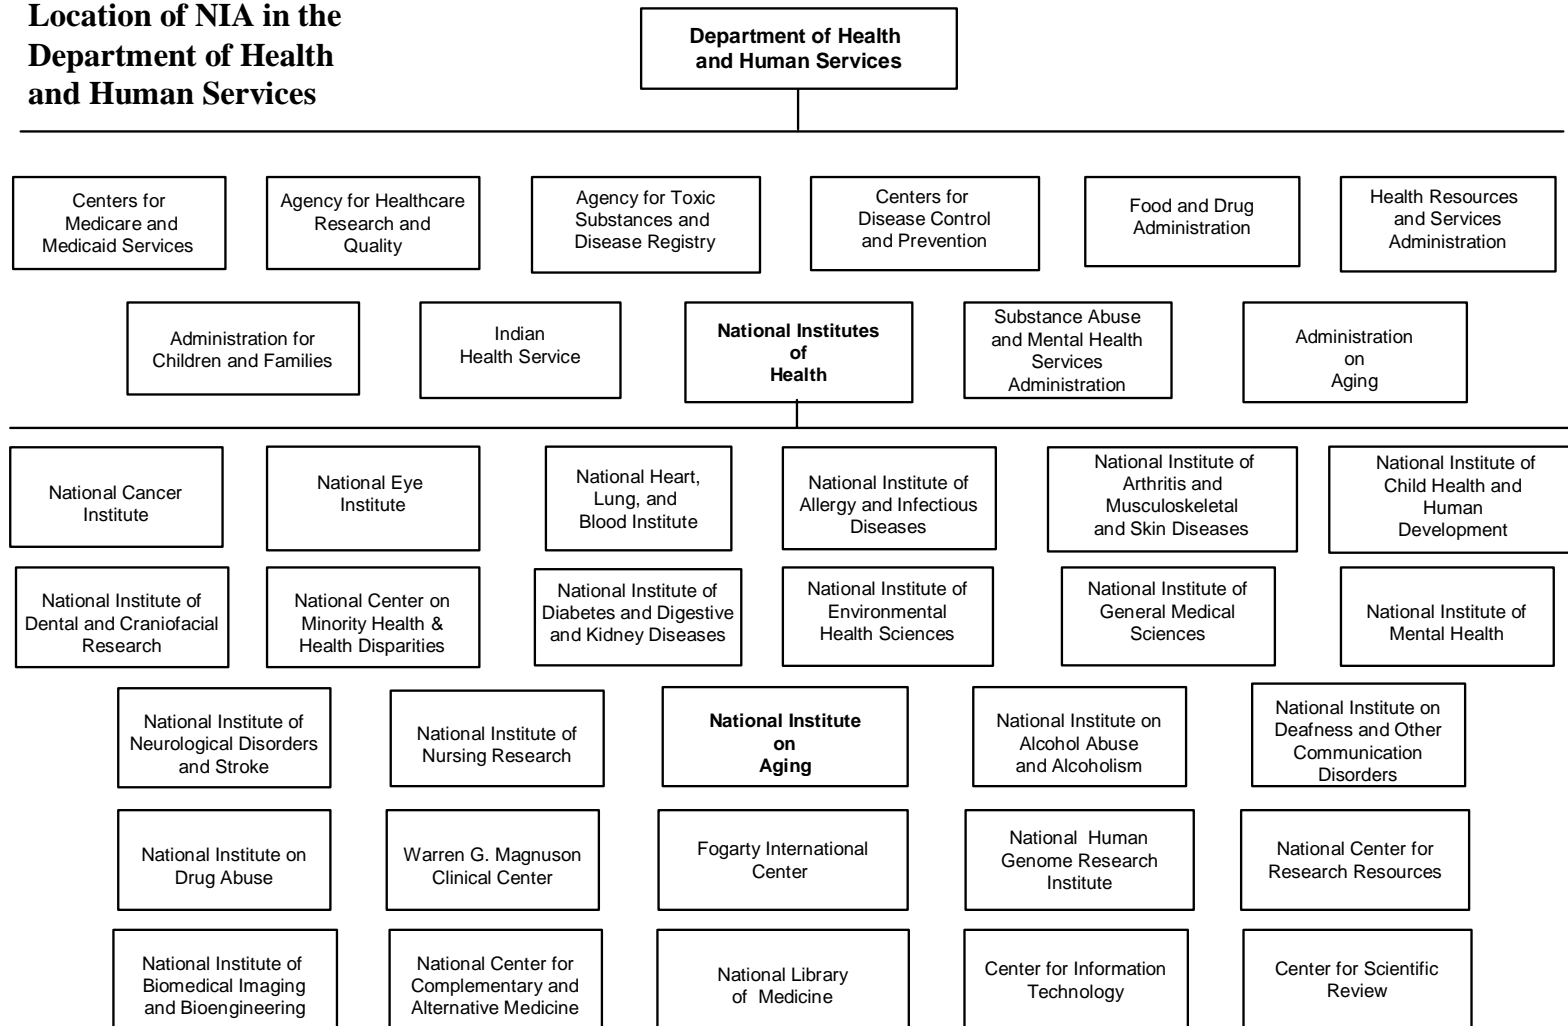 Location of NIA in the
Department of Health
and Human Services
Department of Health
and Human Services
Centers for
Medicare and
Medicaid Services
Agency for Healthcare
Research and
Quality
Agency for Toxic
Substances and
Disease Registry
Centers for
Disease Control
and Prevention
Food and Drug
Administration
Health Resources
and Services
Administration
Administration for
Children and Families
Indian
Health Service
National Institutes
of
Health
Substance Abuse
and Mental Health
Services
Administration
Administration
on
Aging
National Cancer
Institute
National Eye
Institute
National Heart,
Lung, and
Blood Institute
National Institute of
Allergy and Infectious
Diseases
National Institute of
Arthritis and
Musculoskeletal
and Skin Diseases
National Institute of
Child Health and
Human
Development
National Institute of
Dental and Craniofacial
Research
National Center on
Minority Health &
Health Disparities
National Institute of
Diabetes and Digestive
and Kidney Diseases
National Institute of
Environmental
Health Sciences
National Institute of
General Medical
Sciences
National Institute of
Mental Health
National Institute of
Neurological Disorders
and Stroke
National Institute of
Nursing Research
National Institute
on
Aging
National Institute on
Alcohol Abuse
and Alcoholism
National Institute on
Deafness and Other
Communication
Disorders
National Institute on
Drug Abuse
Warren G. Magnuson
Clinical Center
Fogarty International
Center
National Human
Genome Research
Institute
National Center for
Research Resources
National Institute of
Biomedical Imaging
and Bioengineering
National Center for
Complementary and
Alternative Medicine
National Library
of Medicine
Center for Information
Technology
Center for Scientific
Review